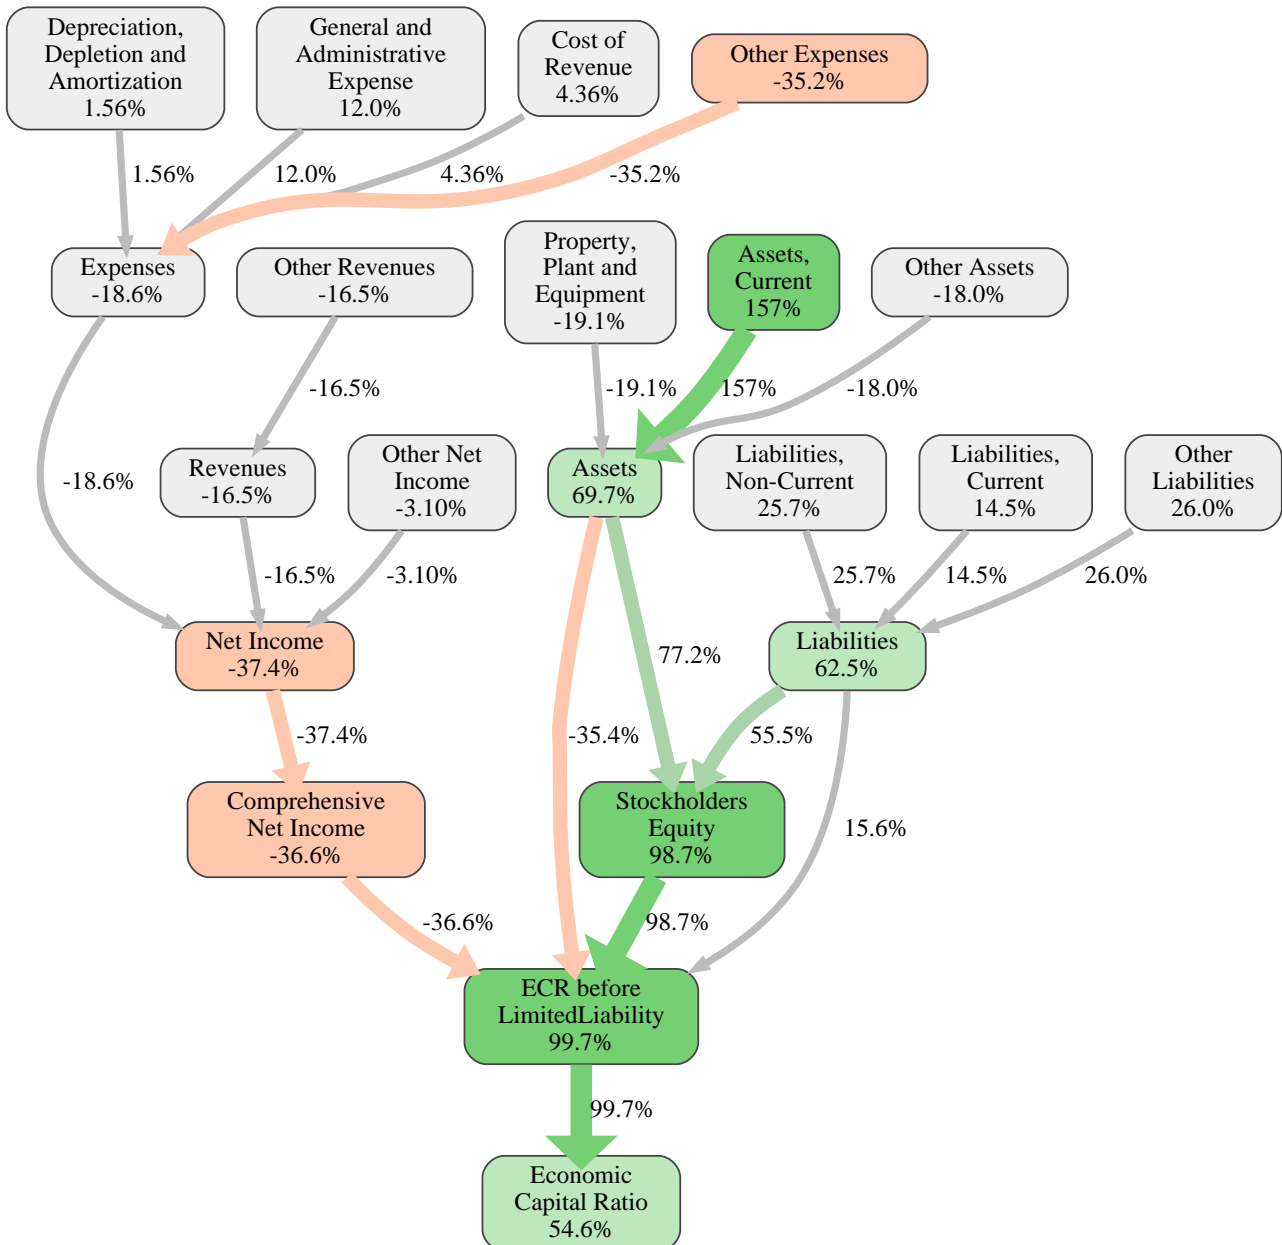 Depreciation,
Depletion and
Amortization
1.56%
General and
Administrative
Expense
12.0%
Cost of
Revenue
4.36%
Other Expenses
-35.2%
1.56%
12.0%
4.36%
-35.2%
Expenses
-18.6%
Other Revenues
-16.5%
Property,
Plant and
Equipment
-19.1%
Assets,
Current
157%
Other Assets
-18.0%
-16.5%
-19.1%
157%
-18.0%
-18.6%
Revenues
-16.5%
Other Net
Income
-3.10%
Assets
69.7%
Liabilities,
Non-Current
25.7%
Liabilities,
Current
14.5%
Other
Liabilities
26.0%
-16.5%
-3.10%
25.7%
14.5%
26.0%
Net Income
-37.4%
77.2%
Liabilities
62.5%
-37.4%
-35.4%
55.5%
Comprehensive
Net Income
-36.6%
Stockholders
Equity
98.7%
15.6%
-36.6%
98.7%
ECR before
LimitedLiability
99.7%
99.7%
Economic
Capital Ratio
54.6%